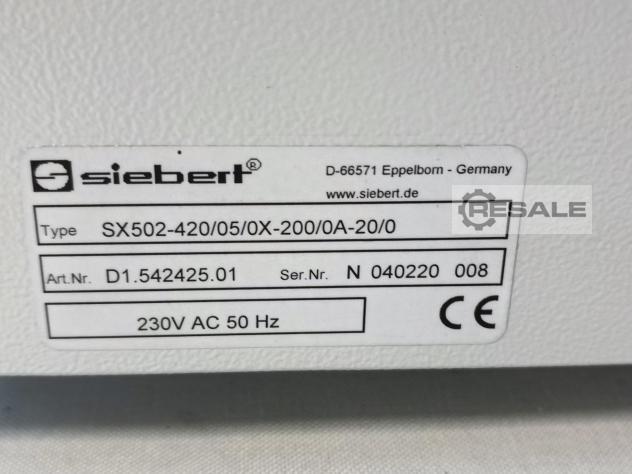 siebert®
D-66571 Eppelborn - Germany
www.siebert.de
RESALE
Type SX502-420/05/0X-200/0A-20/0
Art.Nr. D1.542425.01 Ser.Nr. N 040220 008
230V AC 50 Hz
CE